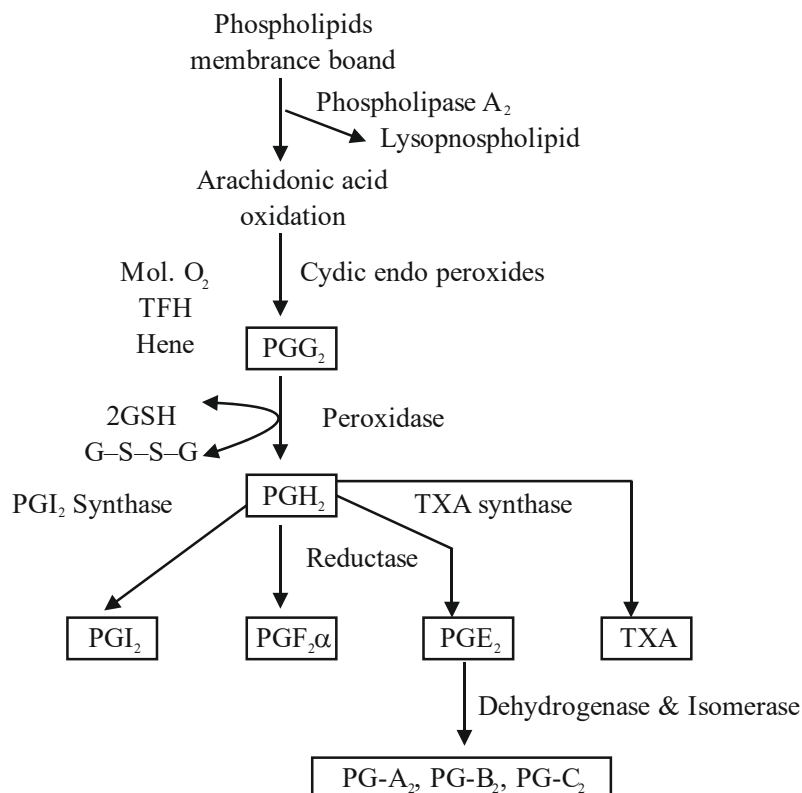 Phospholipids
membrance boand
Phospholipase A₂
Lysopnospholipid
Arachidonic acid
oxidation
Mol. O₂
Cydic endo peroxides
TFH
Hene
PGG₂
2GSH
Peroxidase
G–S–S–G
PGI₂ Synthase
PGH₂
TXA synthase
Reductase
PGI₂
PGF₂α
PGE₂
TXA
Dehydrogenase & Isomerase
PG-A₂, PG-B₂, PG-C₂